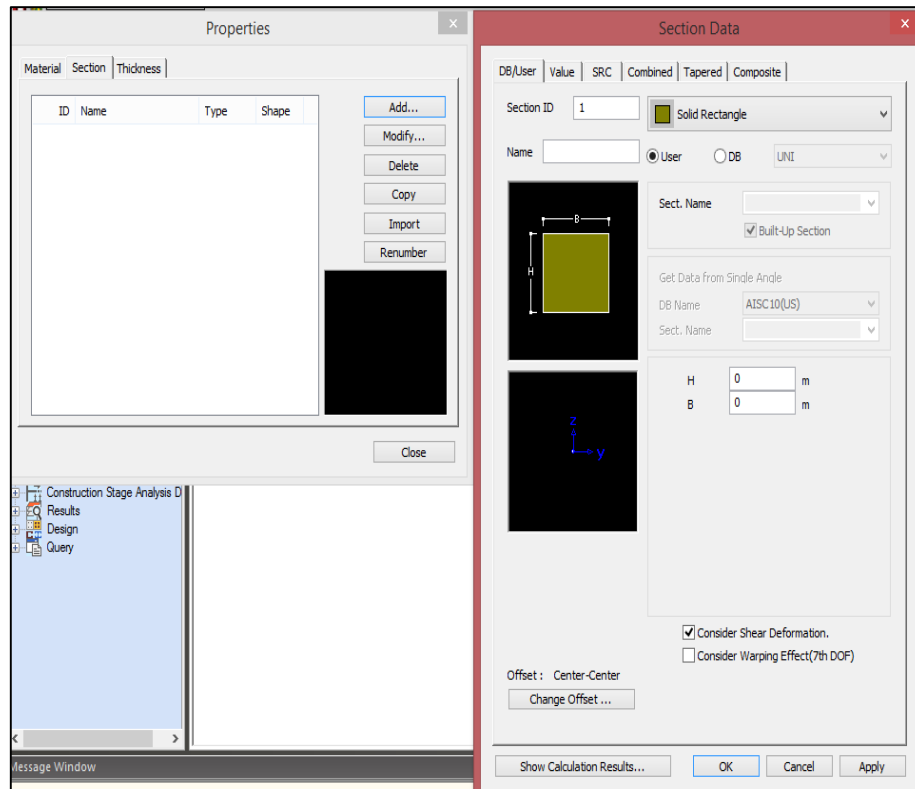 Properties
x
Material Section Thickness
ID Name Type Shape
Add...
Modify...
Delete
Copy
Import
Renumber
Close
Construction Stage Analysis D
Results
Design
Query
Message Window
Section Data
x
DB/User Value SRC Combined Tapered Composite
Section ID 1 Solid Rectangle
Name User DB UNI
Sect. Name
Built-Up Section
B
H
Get Data from Single Angle
DB Name AISC10(US)
Sect. Name
H 0 m
B 0 m
z
y
Consider Shear Deformation.
Consider Warping Effect(7th DOF)
Offset : Center-Center
Change Offset ...
Show Calculation Results... OK Cancel Apply